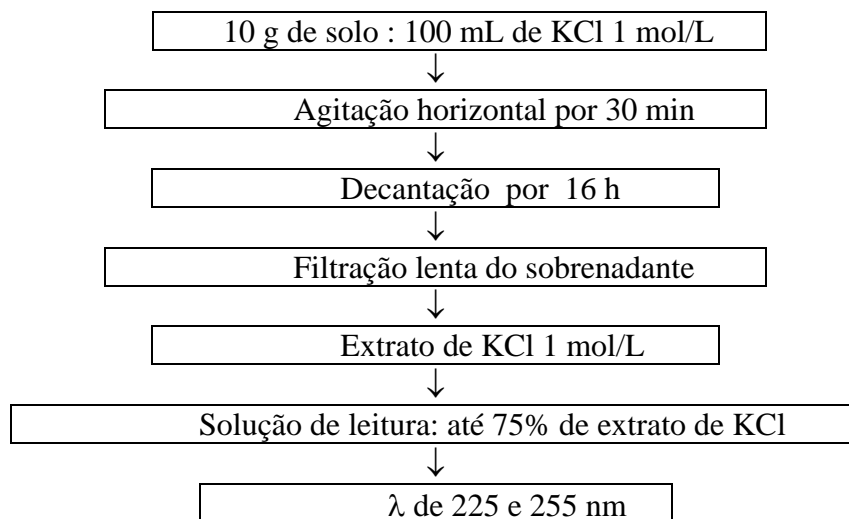 10 g de solo : 100 mL de KCl 1 mol/L
↓
Agitação horizontal por 30 min
↓
Decantação por 16 h
↓
Filtração lenta do sobrenadante
↓
Extrato de KCl 1 mol/L
↓
Solução de leitura: até 75% de extrato de KCl
↓
λ de 225 e 255 nm